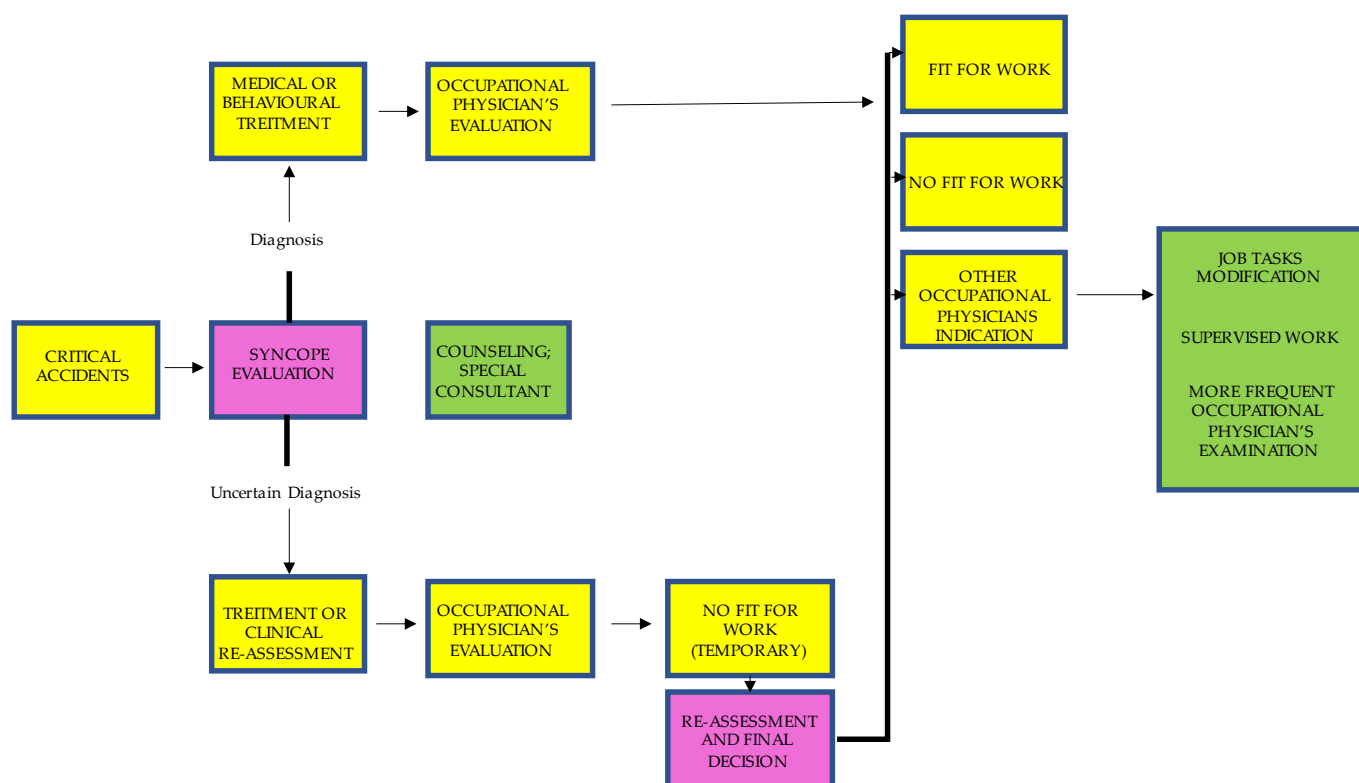 FIT FOR WORK
MEDICAL OR
BEHAVIOURAL
TREITMENT
OCCUPATIONAL
PHYSICIAN'S
EVALUATION
NO FIT FOR WORK
Diagnosis
OTHER
OCCUPATIONAL
PHYSICIANS
INDICATION
JOB TASKS
MODIFICATION
SUPERVISED WORK
MORE FREQUENT
OCCUPATIONAL
PHYSICIAN'S
EXAMINATION
CRITICAL
ACCIDENTS
SYNCOPE
EVALUATION
COUNSELING;
SPECIAL
CONSULTANT
Uncertain Diagnosis
TREITMENT OR
CLINICAL
RE-ASSESSMENT
OCCUPATIONAL
PHYSICIAN'S
EVALUATION
NO FIT FOR
WORK
(TEMPORARY)
RE-ASSESSMENT
AND FINAL
DECISION